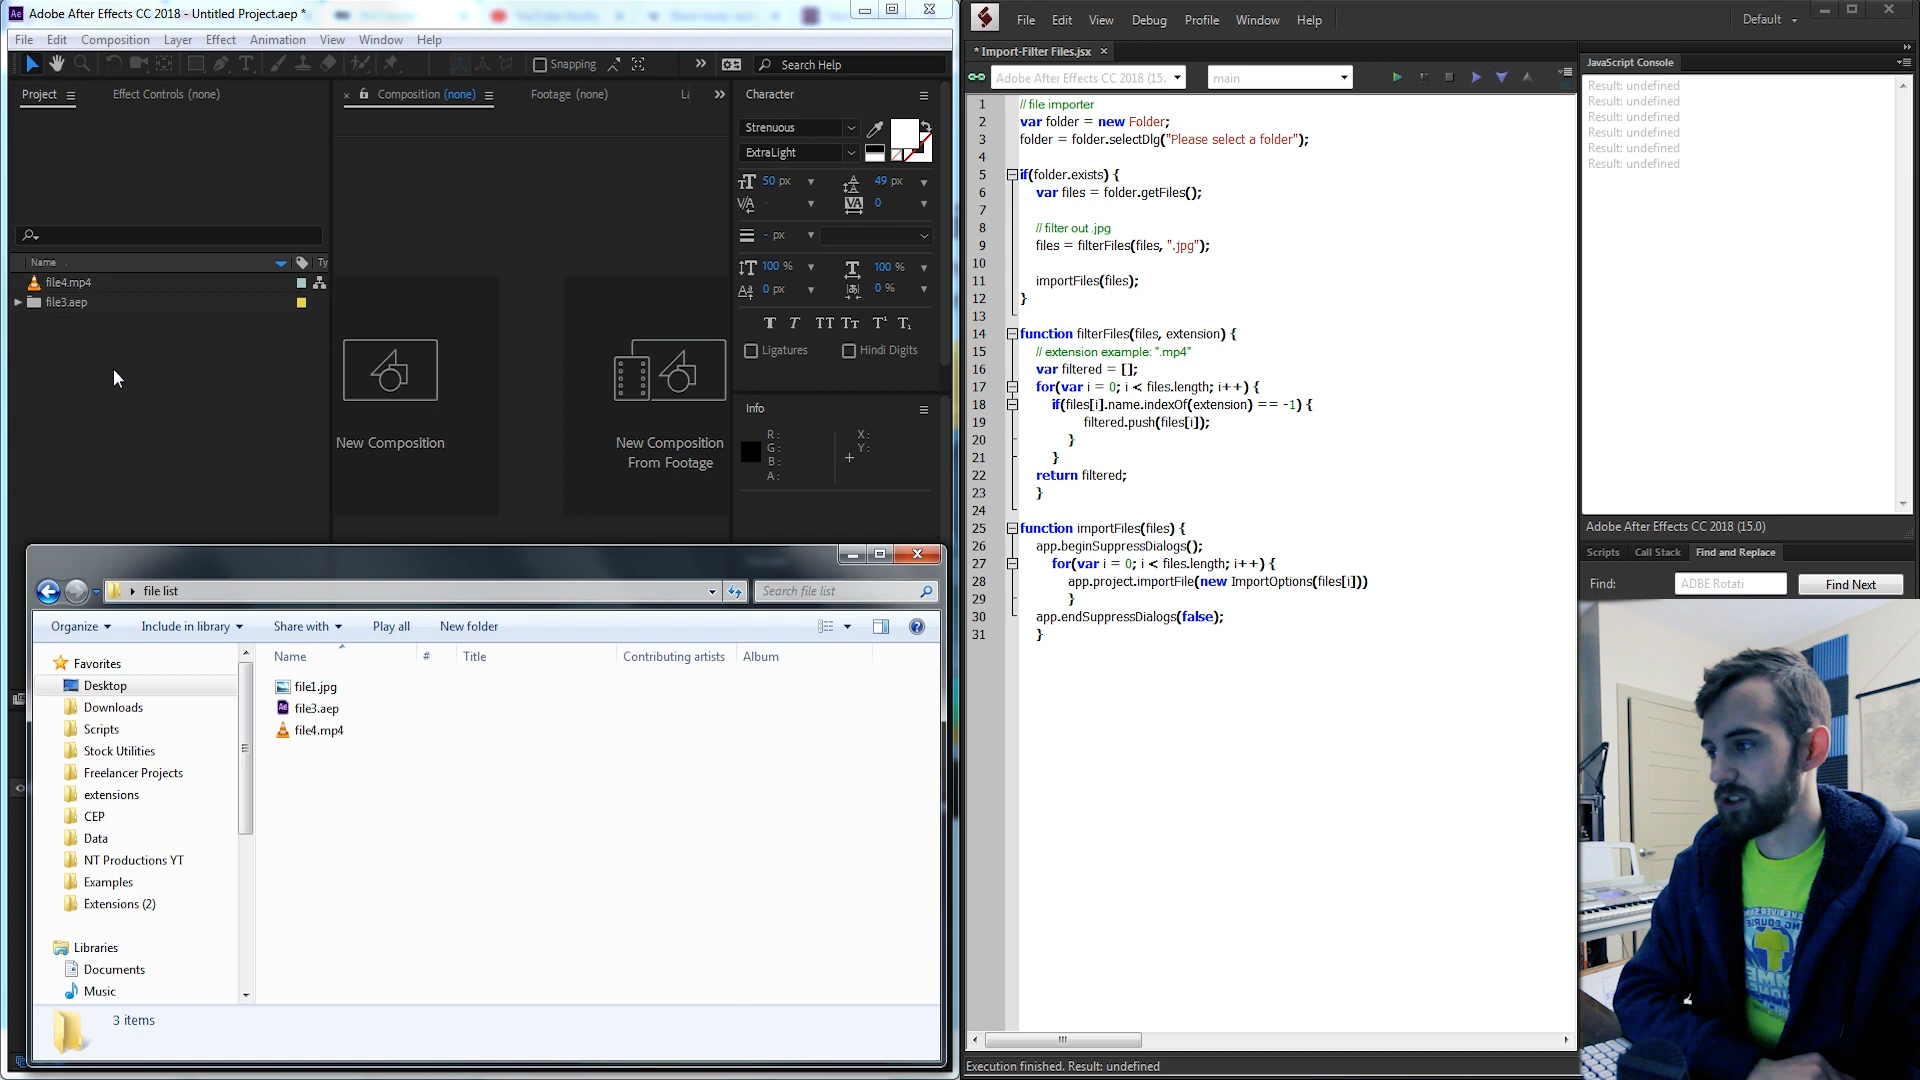 Adobe After Effects CC 2018 - Untitled Project.aep *
File Edit Composition Layer Effect Animation View Window Help
Snapping
Search Help
Project
Effect Controls (none)
Composition (none)
Footage (none)
Name
Ty
file4.mp4
file3.aep
New Composition
New Composition
From Footage
Character
Strenuous
ExtraLight
50 px
49 px
-
0
- px
100 %
100 %
0 px
0 %
T T TT Tt T¹ T₁
Ligatures
Hindi Digits
Info
R:
G:
B:
A:
X:
Y:
file list
Search file list
Organize
Include in library
Share with
Play all
New folder
Name
#
Title
Contributing artists
Album
Favorites
Desktop
Downloads
Scripts
Stock Utilities
Freelancer Projects
extensions
CEP
Data
NT Productions YT
Examples
Extensions (2)
Libraries
Documents
Music
file1.jpg
file3.aep
file4.mp4
3 items
File Edit View Debug Profile Window Help
Default
* Import-Filter Files.jsx
Adobe After Effects CC 2018 (15.
main
1 // file importer
2 var folder = new Folder;
3 folder = folder.selectDlg("Please select a folder");
4
5 if(folder.exists) {
6 var files = folder.getFiles();
7
8 // filter out .jpg
9 files = filterFiles(files, ".jpg");
10
11 importFiles(files);
12 }
13
14 function filterFiles(files, extension) {
15 // extension example: ".mp4"
16 var filtered = [];
17 for(var i = 0; i < files.length; i++) {
18 if(files[i].name.indexOf(extension) == -1) {
19 filtered.push(files[i]);
20 }
21 }
22 return filtered;
23 }
24
25 function importFiles(files) {
26 app.beginSuppressDialogs();
27 for(var i = 0; i < files.length; i++) {
28 app.project.importFile(new ImportOptions(files[i]))
29 }
30 app.endSuppressDialogs(false);
31 }
Execution finished. Result: undefined
JavaScript Console
Result: undefined
Result: undefined
Result: undefined
Result: undefined
Result: undefined
Result: undefined
Adobe After Effects CC 2018 (15.0)
Scripts
Call Stack
Find and Replace
Find:
ADBE Rotati
Find Next